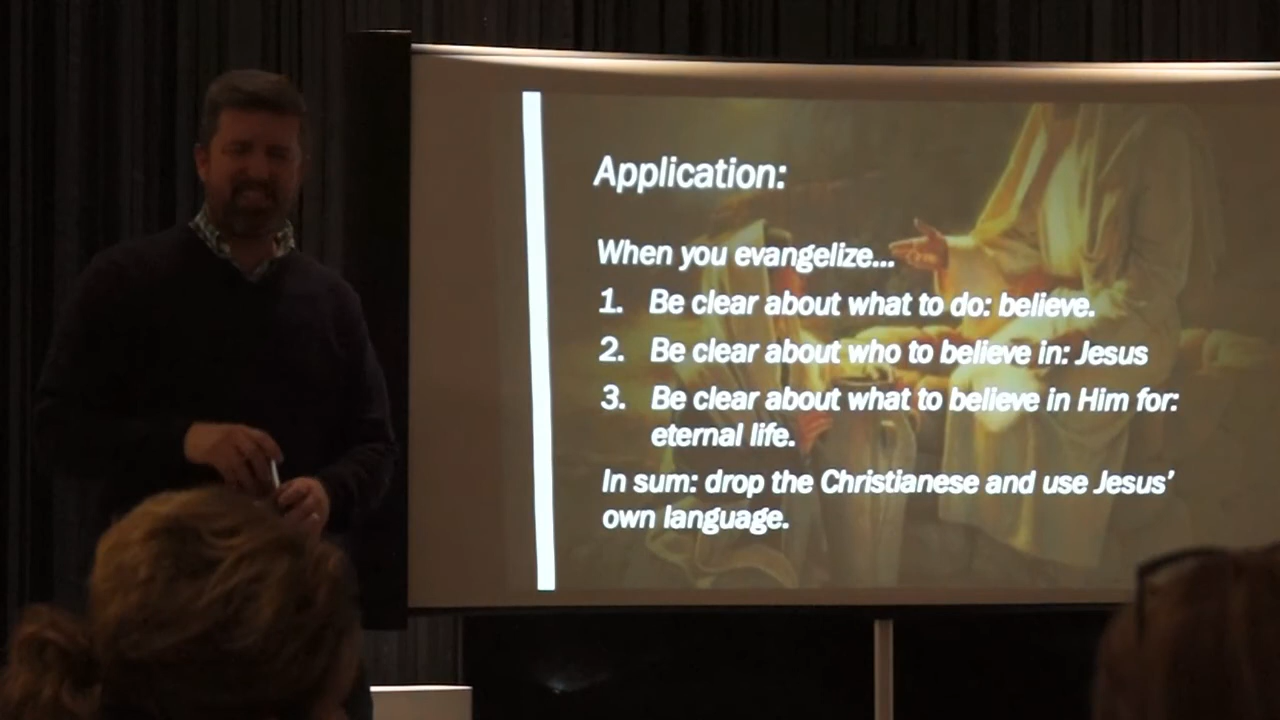 Application:
When you evangelize...
1. Be clear about what to do: believe.
2. Be clear about who to believe in: Jesus
3. Be clear about what to believe in Him for:
eternal life.
In sum: drop the Christianese and use Jesus'
own language.